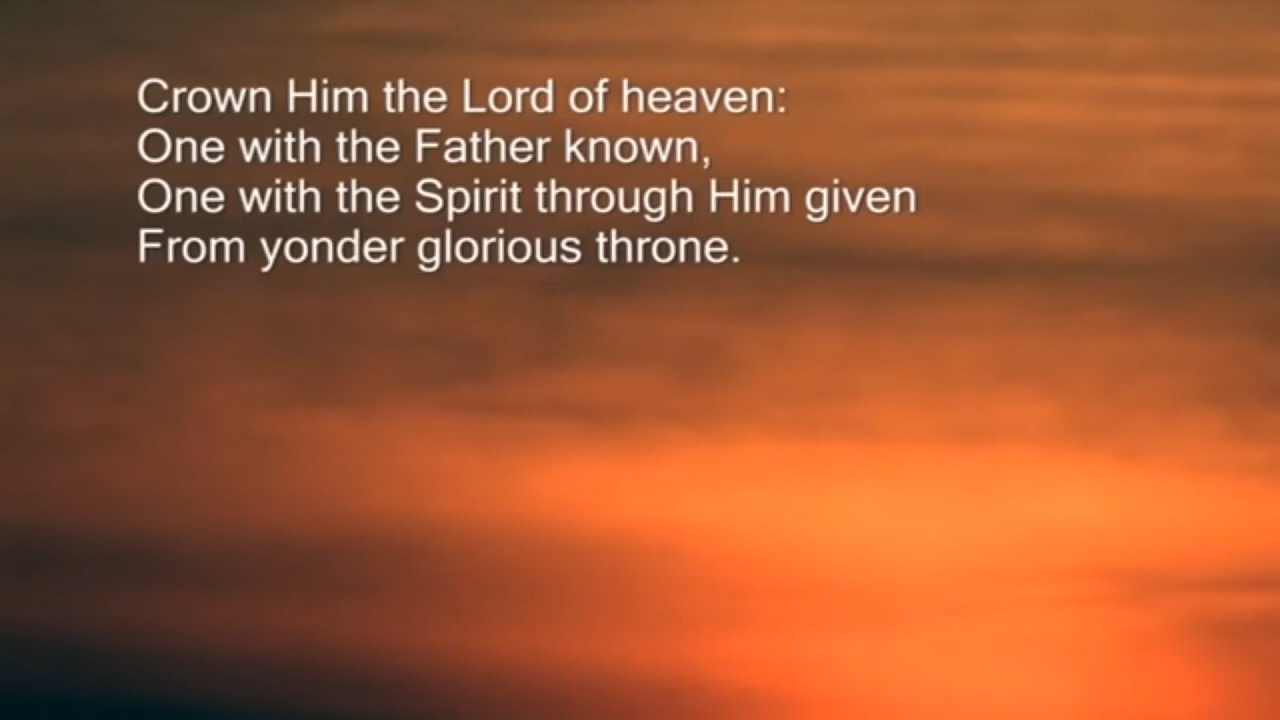 Crown Him the Lord of heaven:
One with the Father known,
One with the Spirit through Him given
From yonder glorious throne.